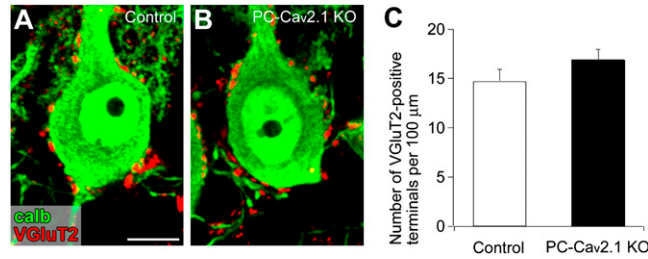 A
Control
B
PC-Cav2.1 KO
calb
VGluT2
C
Number of VGluT2-positive
terminals per 100 μm
20
15
10
5
0
Control
PC-Cav2.1 KO